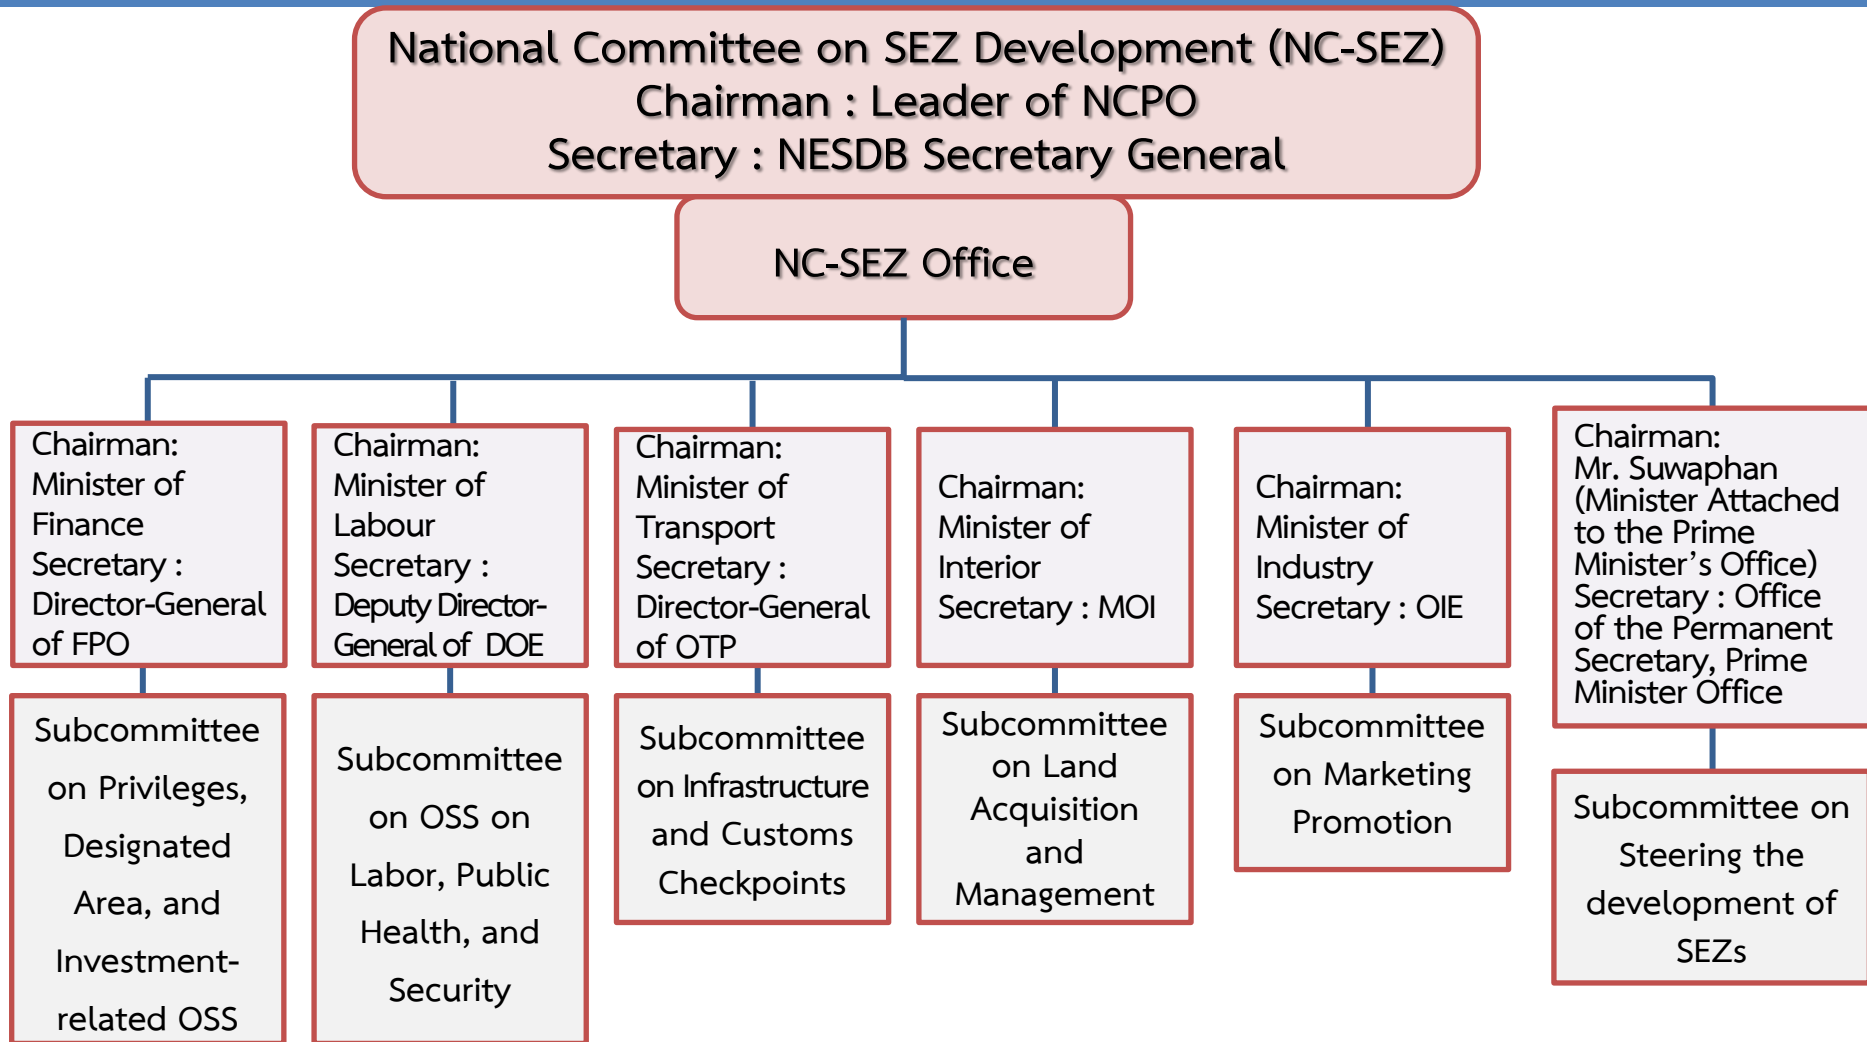 National Committee on SEZ Development (NC-SEZ)
Chairman : Leader of NCPO
Secretary : NESDB Secretary General
NC-SEZ Office
Chairman:
Minister of
Finance
Secretary :
Director-General
of FPO
Chairman:
Minister of
Labour
Secretary :
Deputy Director-
General of DOE
Chairman:
Minister of
Transport
Secretary :
Director-General
of OTP
Chairman:
Minister of
Interior
Secretary : MOI
Chairman:
Minister of
Industry
Secretary : OIE
Chairman:
Mr. Suwaphan
(Minister Attached
to the Prime
Minister’s Office)
Secretary : Office
of the Permanent
Secretary, Prime
Minister Office
Subcommittee
on Privileges,
Designated
Area, and
Investment-
related OSS
Subcommittee
on OSS on
Labor, Public
Health, and
Security
Subcommittee
on Infrastructure
and Customs
Checkpoints
Subcommittee
on Land
Acquisition
and
Management
Subcommittee
on Marketing
Promotion
Subcommittee on
Steering the
development of
SEZs